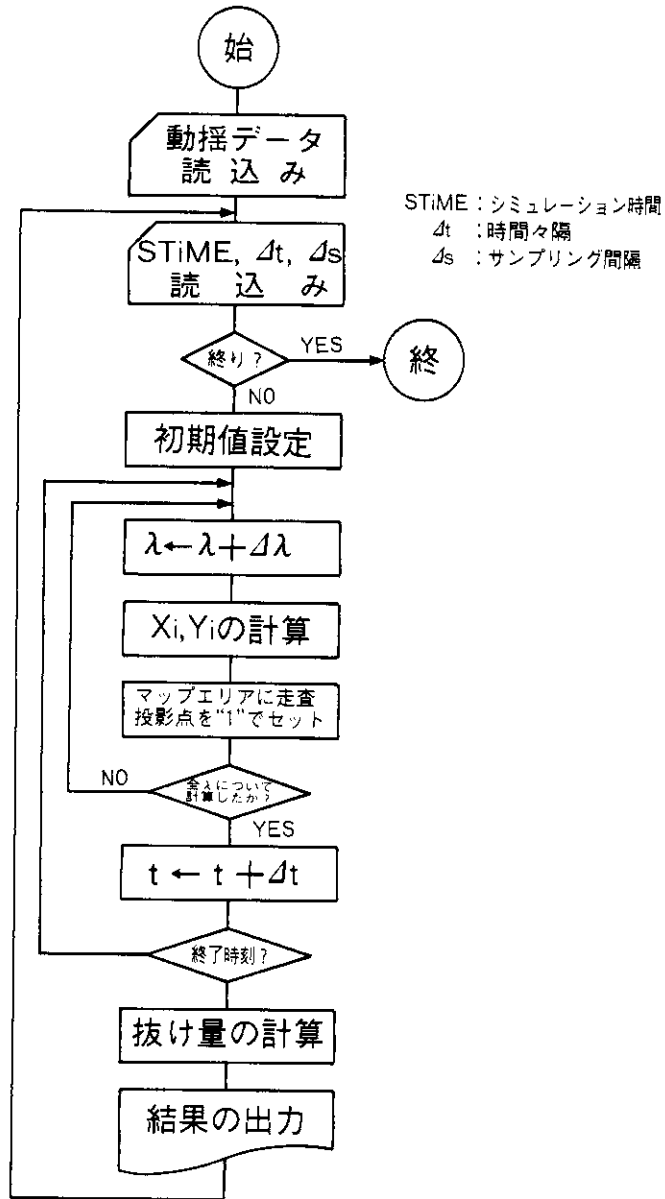 始
動揺データ
読込み
STiME, Δt, Δs
読込み
STiME：シミュレーション時間
Δt：時間々隔
Δs：サンプリング間隔
終り？
YES
終
NO
初期値設定
λ←λ+Δλ
Xi,Yiの計算
マップエリアに走査
投影点を"1"でセット
全λについて
計算したか？
NO
YES
t ← t + Δt
終了時刻？
抜け量の計算
結果の出力